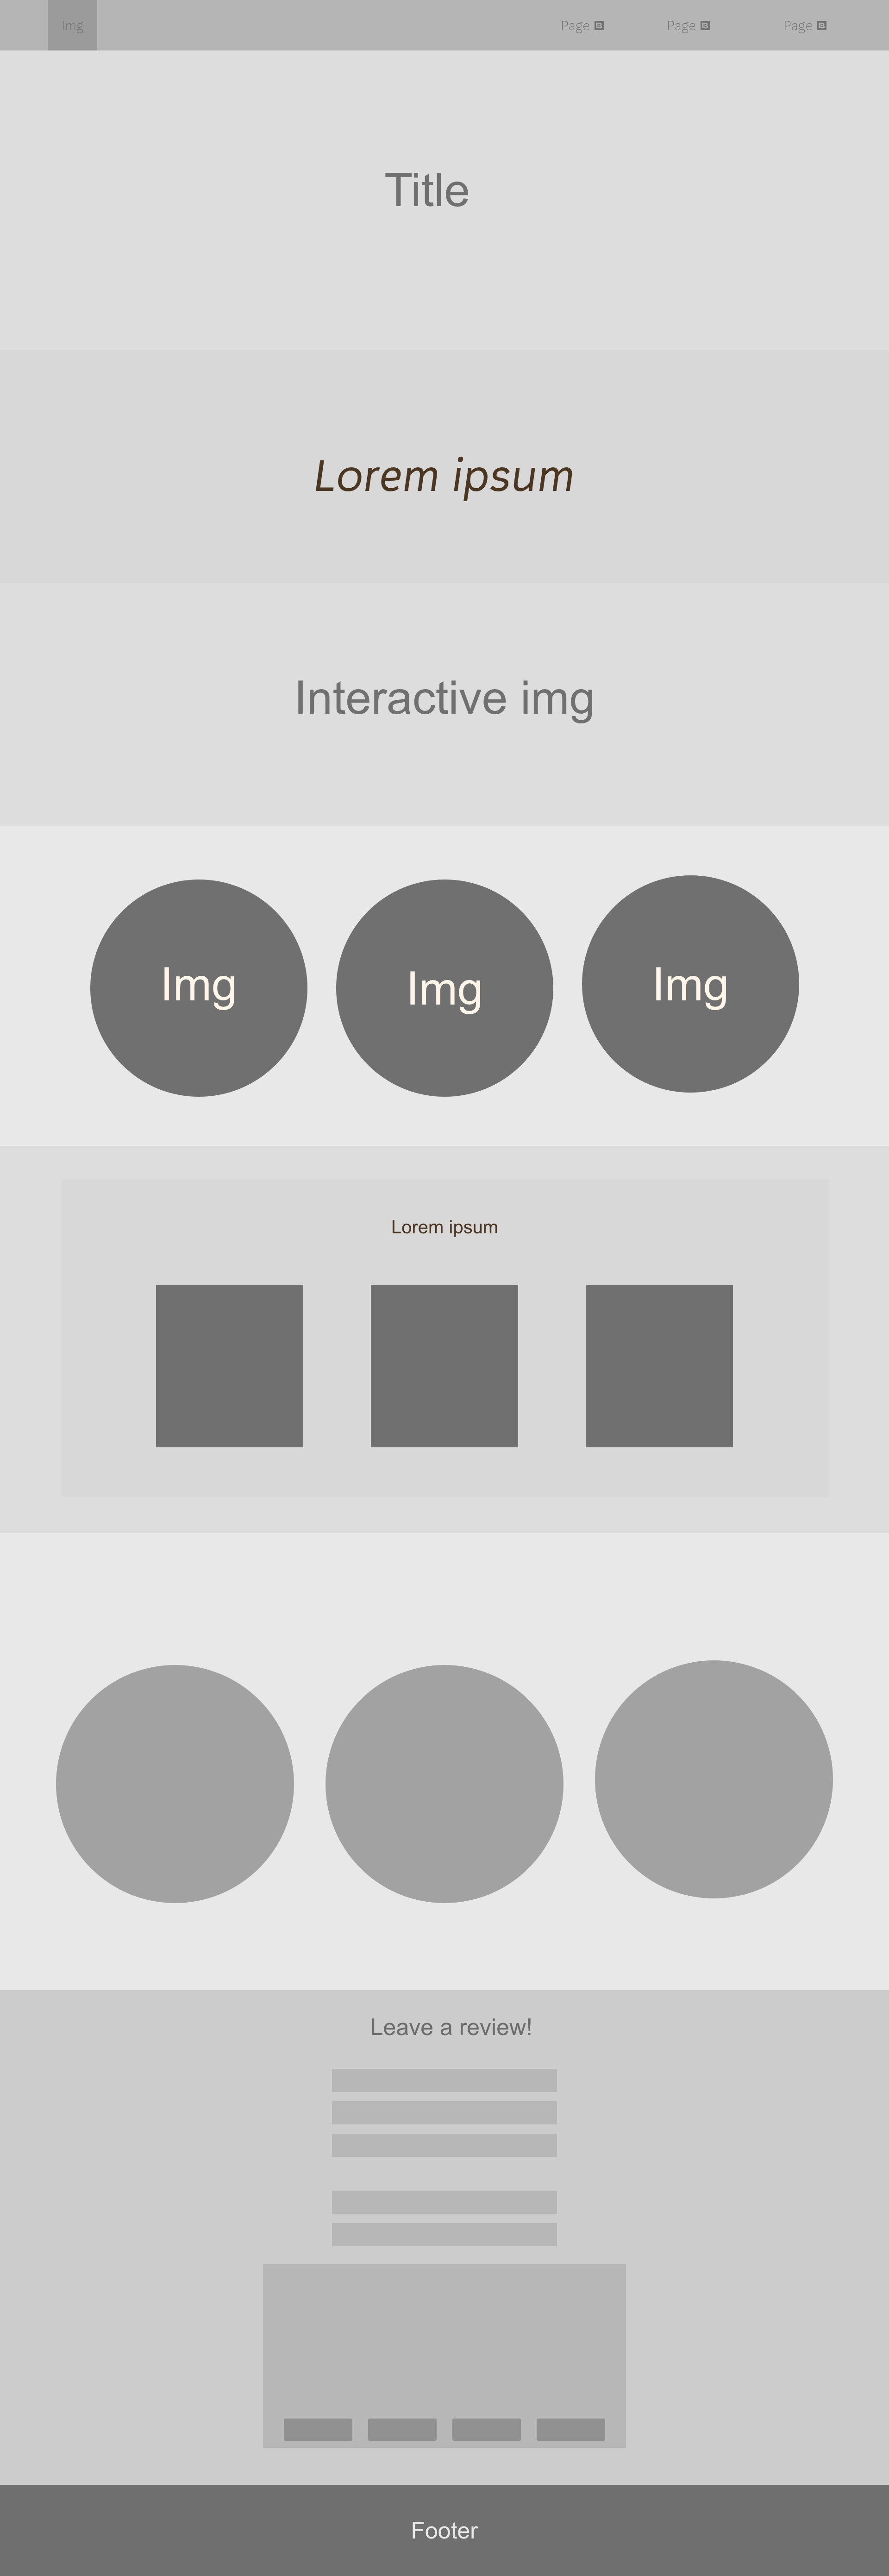 Img
Page
Page
Page
Title
Lorem ipsum
Interactive img
Img
Img
Img
Lorem ipsum
Leave a review!
Footer